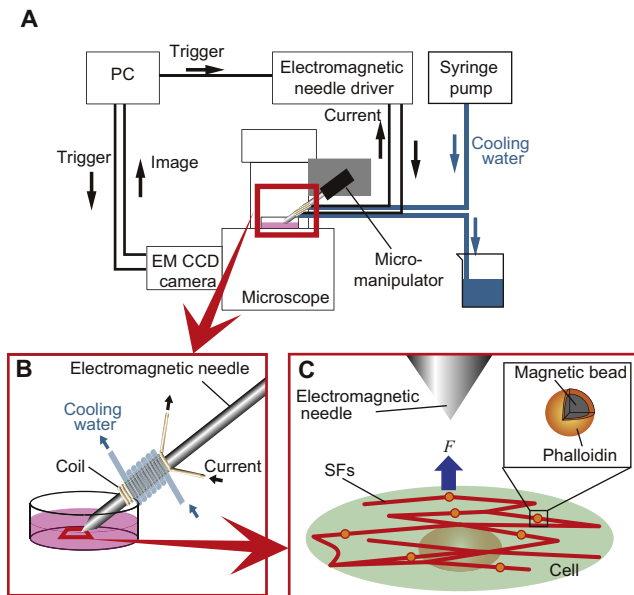 A
Trigger
PC
Electromagnetic
needle driver
Syringe
pump
Current
Cooling
water
Trigger
Image
EM CCD
camera
Micro-
manipulator
Microscope
B
Electromagnetic needle
Cooling
water
Coil
Current
C
Electromagnetic
needle
Magnetic bead
Phalloidin
F
SFs
Cell